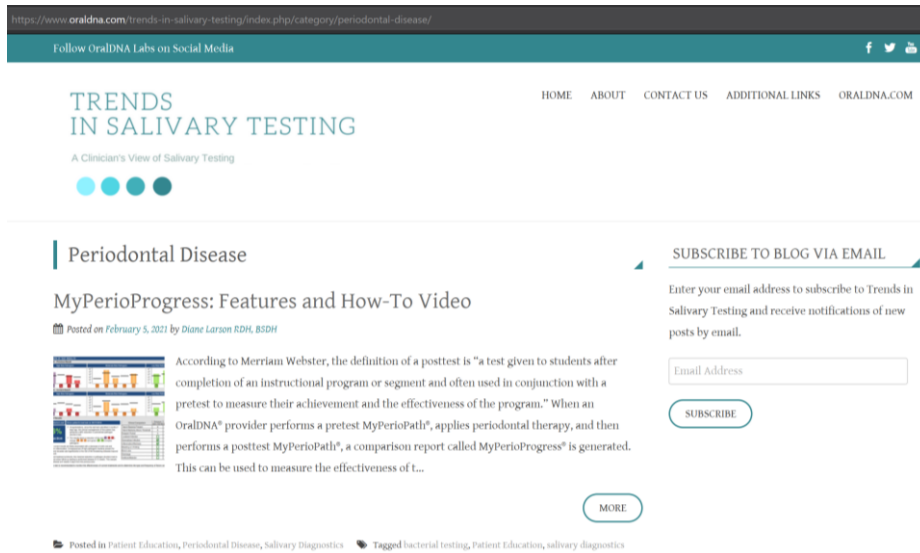 https://www.oraldna.com/trends-in-salivary-testing/index.php/category/periodontal-disease/
Follow OralDNA Labs on Social Media
TRENDS
IN SALIVARY TESTING
A Clinician's View of Salivary Testing
HOME ABOUT CONTACT US ADDITIONAL LINKS ORALDNA.COM
Periodontal Disease
MyPerioProgress: Features and How-To Video
Posted on February 5, 2021 by Diane Larson RDH, BSDH
According to Merriam Webster, the definition of a posttest is “a test given to students after
completion of an instructional program or segment and often used in conjunction with a
pretest to measure their achievement and the effectiveness of the program.” When an
OralDNA® provider performs a pretest MyPerioPath®, applies periodontal therapy, and then
performs a posttest MyPerioPath®, a comparison report called MyPerioProgress® is generated.
This can be used to measure the effectiveness of t...
MORE
Posted in Patient Education, Periodontal Disease, Salivary Diagnostics Tagged bacterial testing, Patient Education, salivary diagnostics
SUBSCRIBE TO BLOG VIA EMAIL
Enter your email address to subscribe to Trends in
Salivary Testing and receive notifications of new
posts by email.
Email Address
SUBSCRIBE